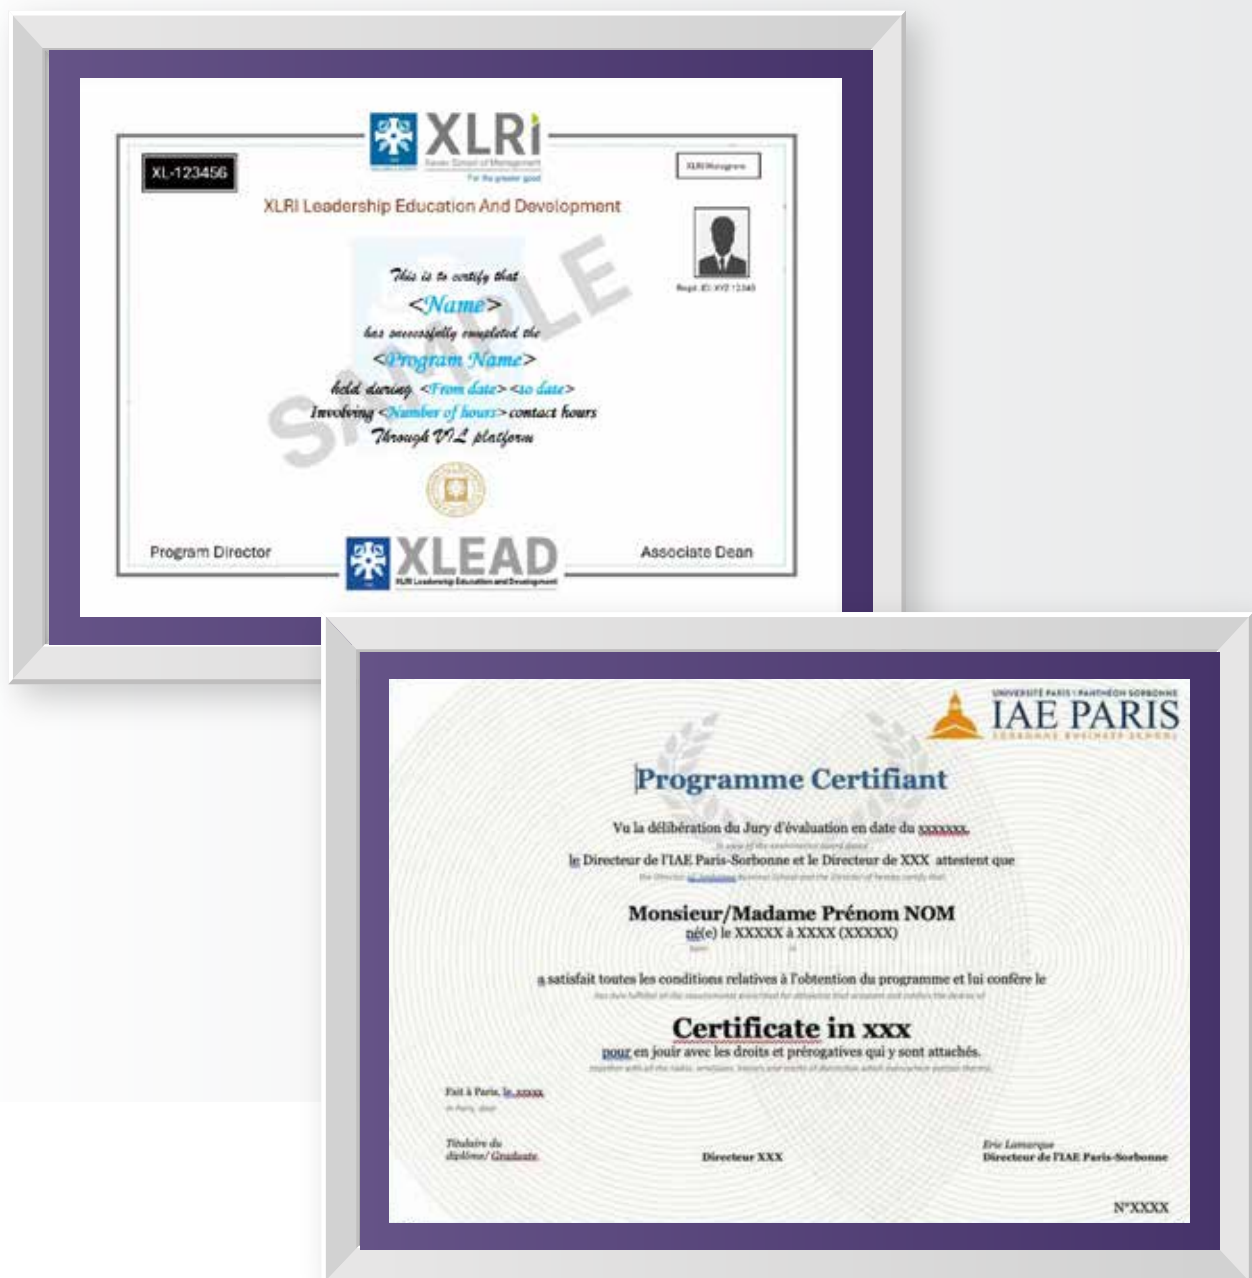 XLRi
Xavier School of Management
For the greater good
XL-123456
XLRI Monogram
XLRI Leadership Education And Development
Regd. ID: XYZ 12345
SAMPLE
This is to certify that
<Name>
has successfully completed the
<Program Name>
held during <From date> <to date>
Involving <Number of hours> contact hours
Through VIL platform
Program Director
XLEAD
XLRI Leadership Education and Development
Associate Dean
UNIVERSITÉ PARIS 1 PANTHÉON SORBONNE
IAE PARIS
SORBONNE BUSINESS SCHOOL
Programme Certifiant
Vu la délibération du Jury d'évaluation en date du xxxxxxx.
le Directeur de l'IAE Paris-Sorbonne et le Directeur de XXX attestent que
Monsieur/Madame Prénom NOM
né(e) le XXXXX à XXXX (XXXXX)
a satisfait toutes les conditions relatives à l'obtention du programme et lui confère le
Certificate in xxx
pour en jouir avec les droits et prérogatives qui y sont attachés.
Fait à Paris, le xxxxx
Titulaire du
diplôme/ Graduate
Directeur XXX
Eric Lamarque
Directeur de l'IAE Paris-Sorbonne
N°XXXX